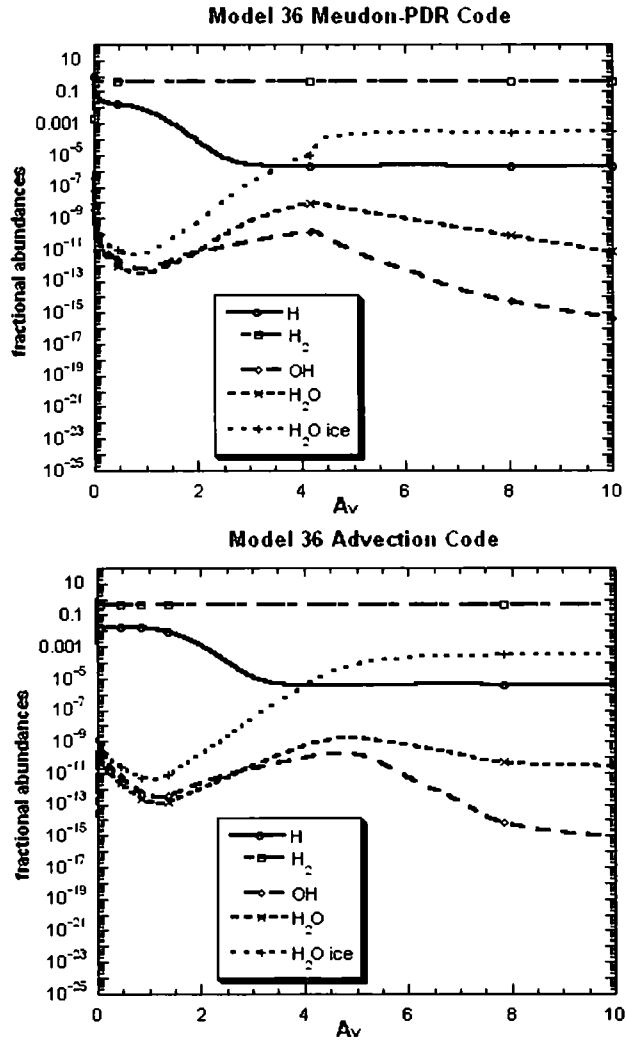 Model 36 Meudon-PDR Code
fractional abundances
10
0.1
0.001
10⁻⁵
10⁻⁷
10⁻⁹
10⁻¹¹
10⁻¹³
10⁻¹⁵
10⁻¹⁷
10⁻¹⁹
10⁻²¹
10⁻²³
10⁻²⁵
H
H₂
OH
H₂O
H₂O ice
0 2 4 6 8 10
Aᵥ
Model 36 Advection Code
fractional abundances
10
0.1
0.001
10⁻⁵
10⁻⁷
10⁻⁹
10⁻¹¹
10⁻¹³
10⁻¹⁵
10⁻¹⁷
10⁻¹⁹
10⁻²¹
10⁻²³
10⁻²⁵
H
H₂
OH
H₂O
H₂O ice
0 2 4 6 8 10
Aᵥ